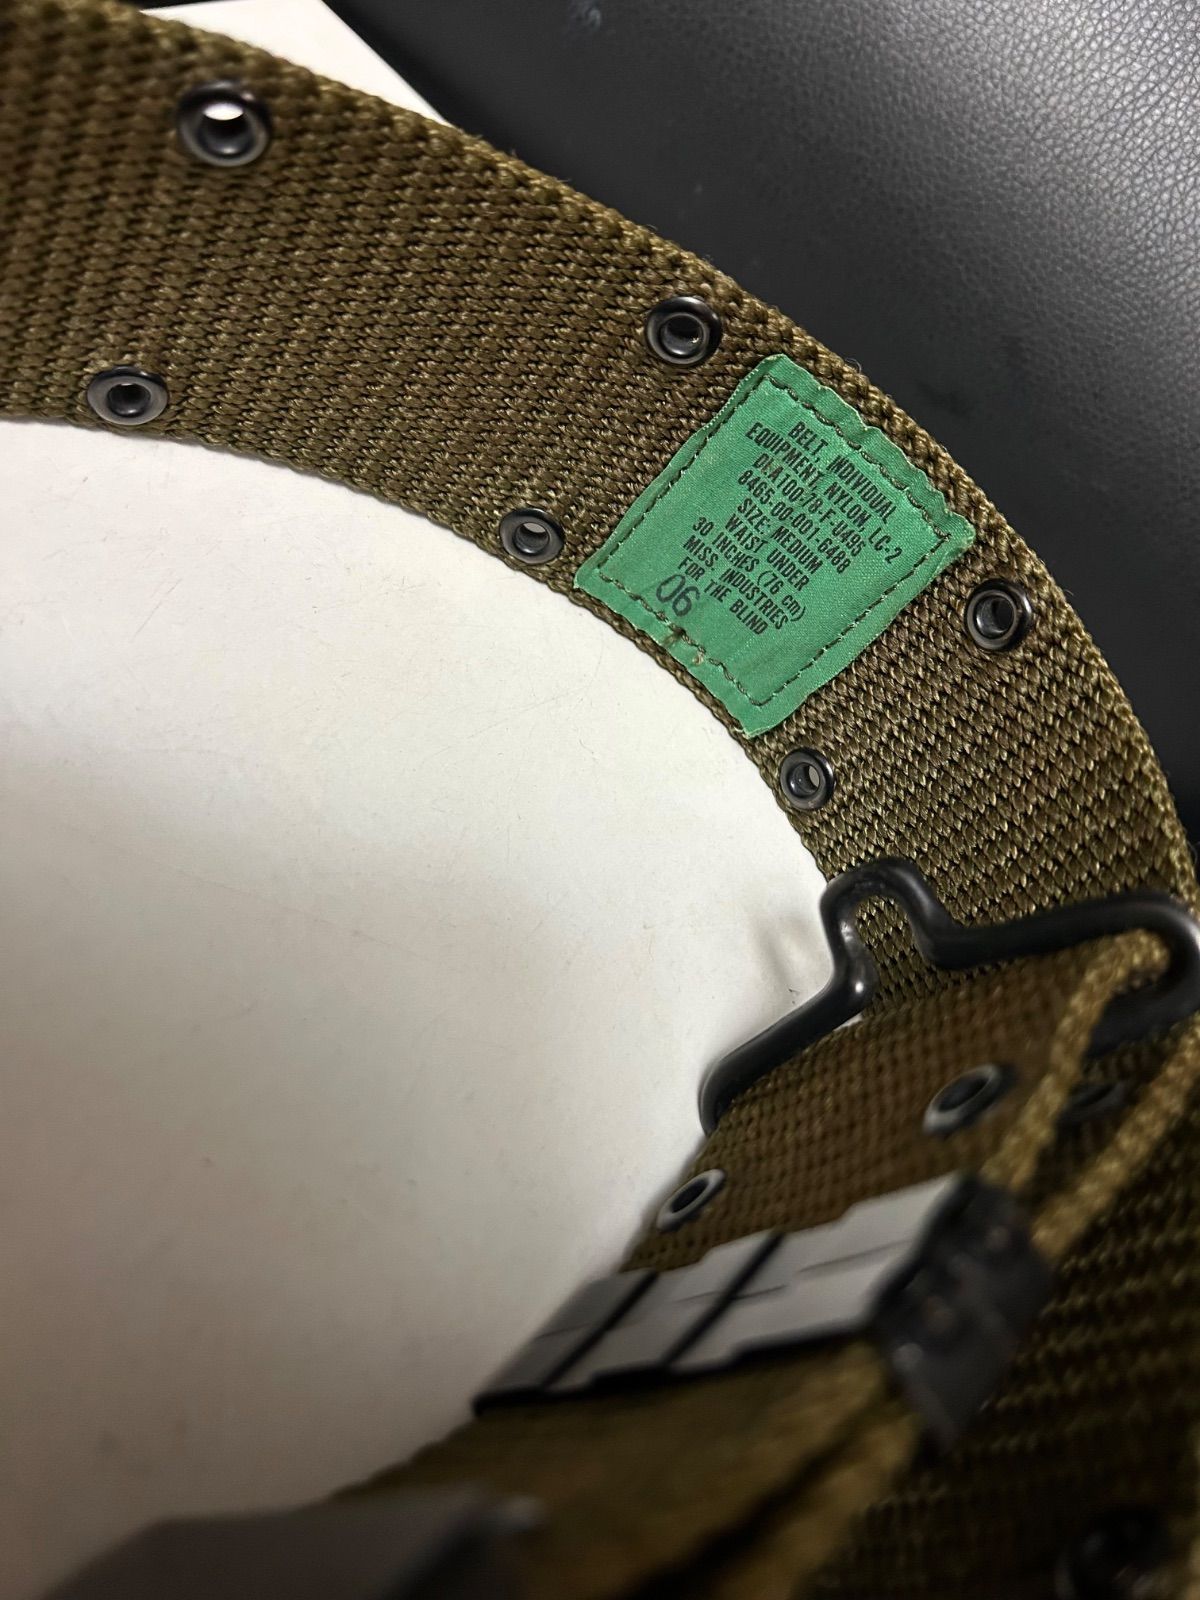 BELT, INDIVIDUAL
EQUIPMENT, NYLON, LC-2
DLA100-78-F-U495
8465-00-001-6488
SIZE: MEDIUM
WAIST UNDER
30 INCHES (76 cm)
MISS. INDUSTRIES
FOR THE BLIND
06